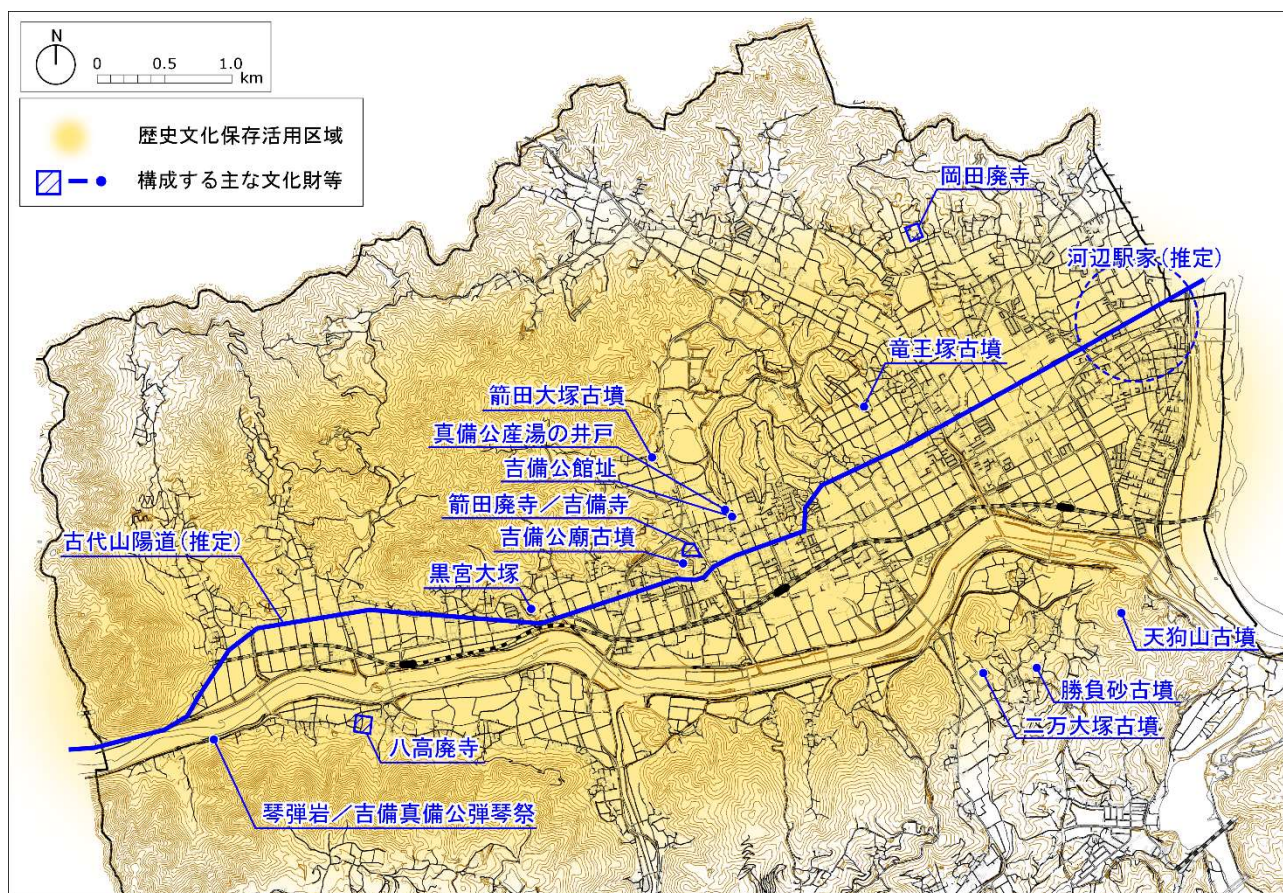 N
0 0.5 1.0
km
歴史文化保存活用区域
構成する主な文化財等
岡田廃寺
河辺駅家(推定)
竜王塚古墳
箭田大塚古墳
真備公産湯の井戸
吉備公館址
箭田廃寺/吉備寺
吉備公廟古墳
古代山陽道(推定)
黒宮大塚
天狗山古墳
勝負砂古墳
二万大塚古墳
八高廃寺
琴弾岩/吉備真備公弾琴祭